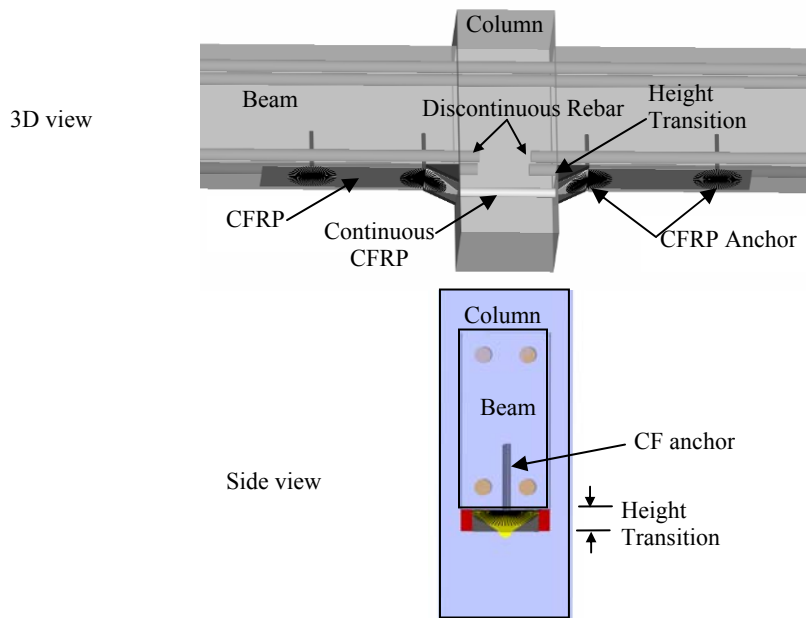 Column
Beam
3D view
Discontinuous Rebar
Height
Transition
CFRP
Continuous
CFRP
CFRP Anchor
Column
Beam
CF anchor
Side view
Height
Transition